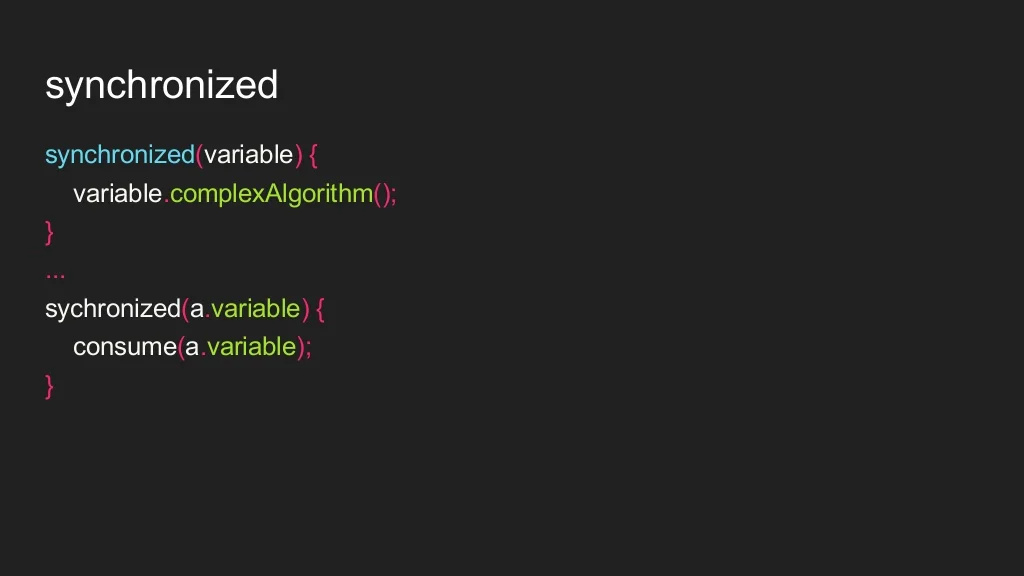 synchronized
synchronized(variable) {
variable.complexAlgorithm();
}
...
sychronized(a.variable) {
consume(a.variable);
}